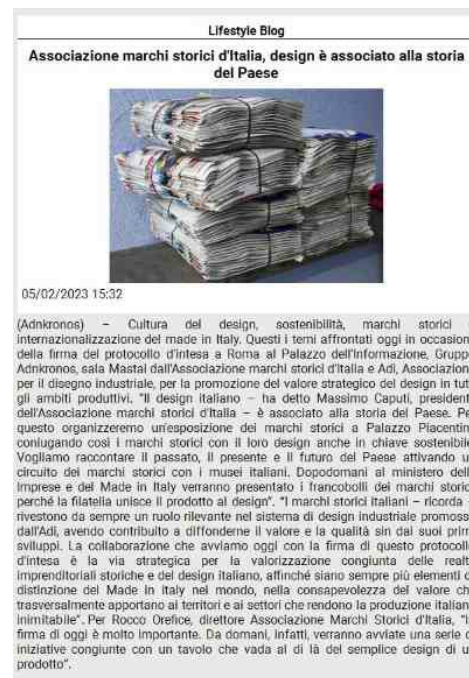 Lifestyle Blog
Associazione marchi storici d'Italia, design è associato alla storia
del Paese
05/02/2023 15:32
(Adnkronos) – Cultura del design, sostenibilità, marchi storici
internazionalizzazione del made in Italy. Questi i temi affrontati oggi in occasion
della firma del protocollo d'intesa a Roma al Palazzo dell'Informazione, Grupp
Adnkronos, sala Mastai dall'Associazione marchi storici d'Italia e Adi, Association
per il disegno industriale, per la promozione del valore strategico del design in tut
gli ambiti produttivi. "Il design italiano – ha detto Massimo Caputi, president
dell'Associazione marchi storici d'Italia – è associato alla storia del Paese. Pe
questo organizzeremo un'esposizione dei marchi storici a Palazzo Piacentin
coniugando così i marchi storici con il loro design anche in chiave sostenibile
Vogliamo raccontare il passato, il presente e il futuro del Paese attivando u
circuito dei marchi storici con i musei italiani. Dopodomani al ministero dell
Imprese e del Made in Italy verranno presentato i francobolli dei marchi storic
perché la filatelia unisce il prodotto al design". "I marchi storici italiani – ricorda -
rivestono da sempre un ruolo rilevante nel sistema di design industriale promoss
dall'Adi, avendo contribuito a diffonderne il valore e la qualità sin dai suoi prim
sviluppi. La collaborazione che avviamo oggi con la firma di questo protocoll
d'intesa è la via strategica per la valorizzazione congiunta delle realt
imprenditoriali storiche e del design italiano, affinché siano sempre più elementi d
distinzione del Made in Italy nel mondo, nella consapevolezza del valore ch
trasversalmente apportano ai territori e ai settori che rendono la produzione italian
inimitabile". Per Rocco Orefice, direttore Associazione Marchi Storici d'Italia, "l
firma di oggi è molto importante. Da domani, infatti, verranno avviate una serie d
iniziative congiunte con un tavolo che vada al di là del semplice design di u
prodotto".